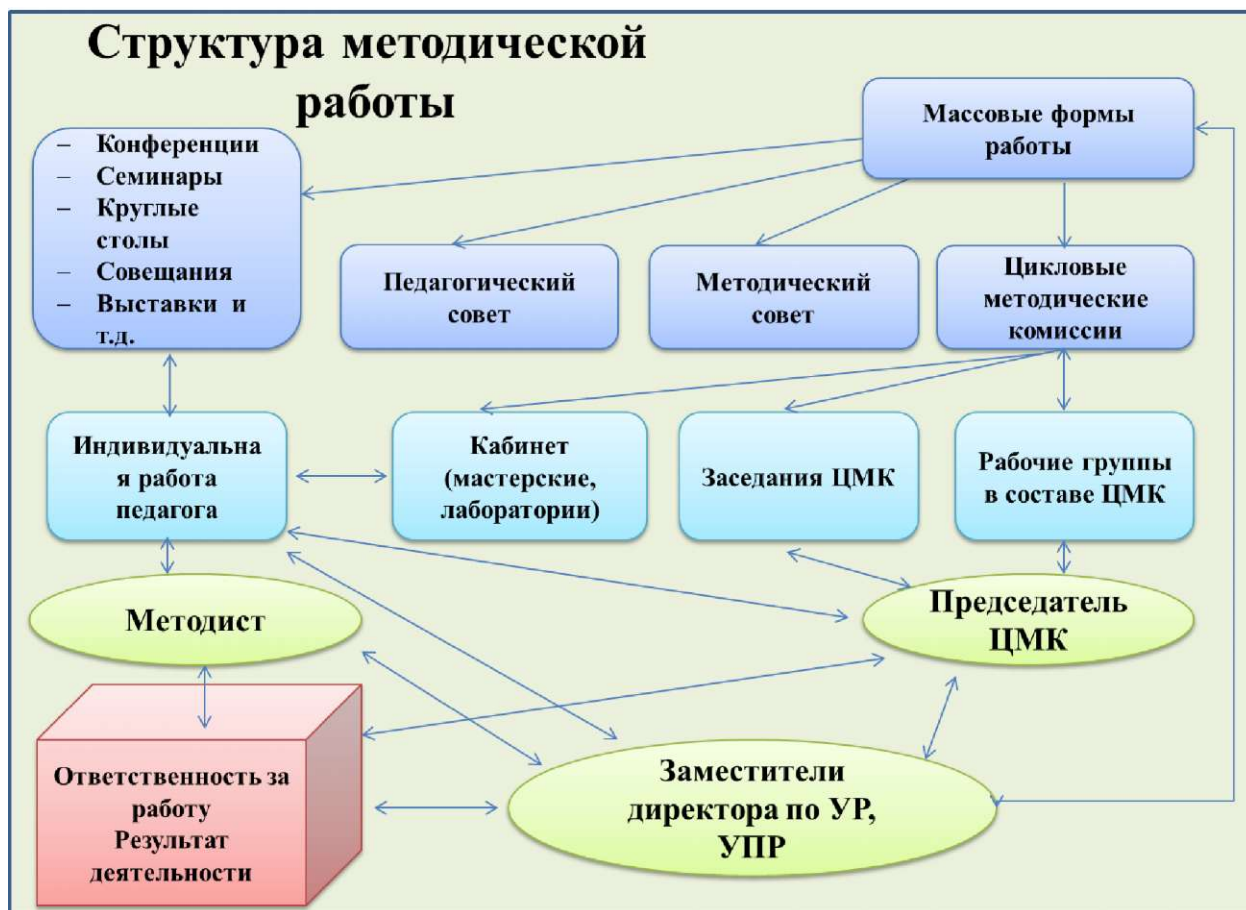 Структура методической
работы
Массовые формы
работы
– Конференции
– Семинары
– Круглые
столы
– Совещания
– Выставки и
т.д.
Педагогический
совет
Методический
совет
Цикловые
методические
комиссии
Индивидуальна
я работа
педагога
Кабинет
(мастерские,
лаборатории)
Заседания ЦМК
Рабочие группы
в составе ЦМК
Методист
Председатель
ЦМК
Ответственность за
работу
Результат
деятельности
Заместители
директора по УР,
УПР